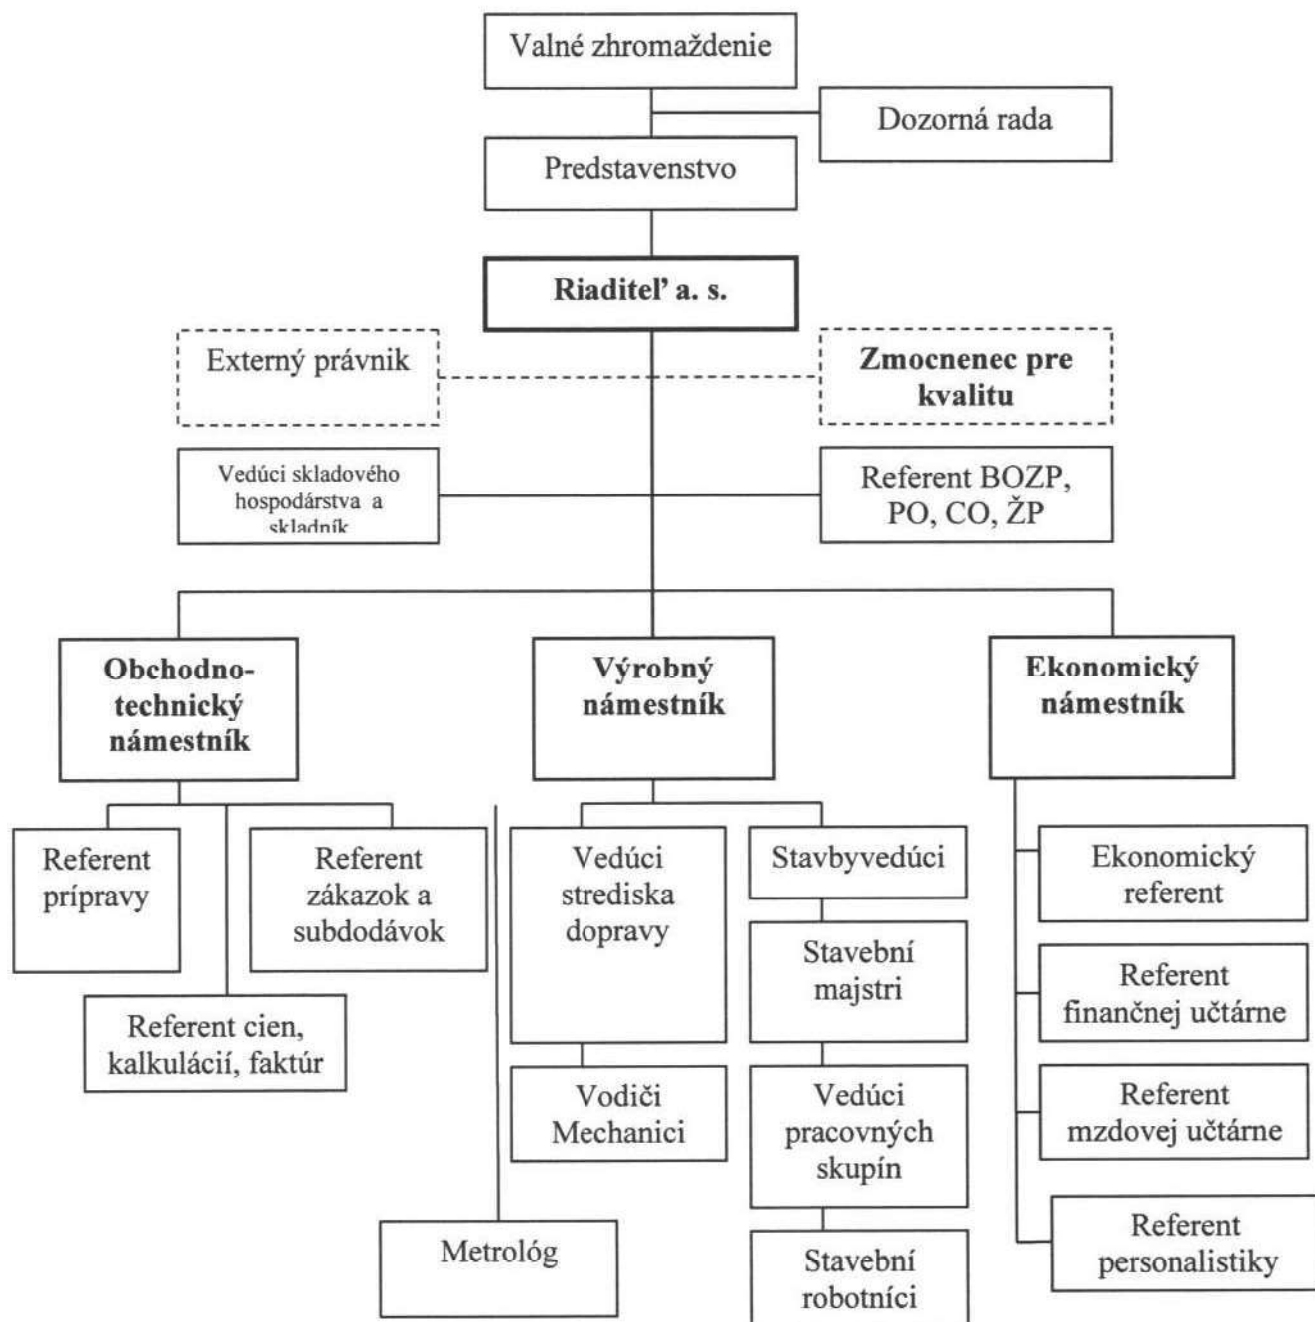 Valné zhromaždenie
Dozorná rada
Predstavenstvo
Riaditeľ a. s.
Externý právnik
Zmocnenec pre
kvalitu
Vedúci skladového
hospodárstva a
skladník
Referent BOZP,
PO, CO, ŽP
Obchodno-
technický
námestník
Výrobný
námestník
Ekonomický
námestník
Referent
prípravy
Referent
zákazok a
subdodávok
Referent cien,
kalkulácií, faktúr
Metrológ
Vedúci
strediska
dopravy
Vodiči
Mechanici
Stavbyvedúci
Stavební
majstri
Vedúci
pracovných
skupín
Stavební
robotníci
Ekonomický
referent
Referent
finančnej učtárne
Referent
mzdovej učtárne
Referent
personalistiky